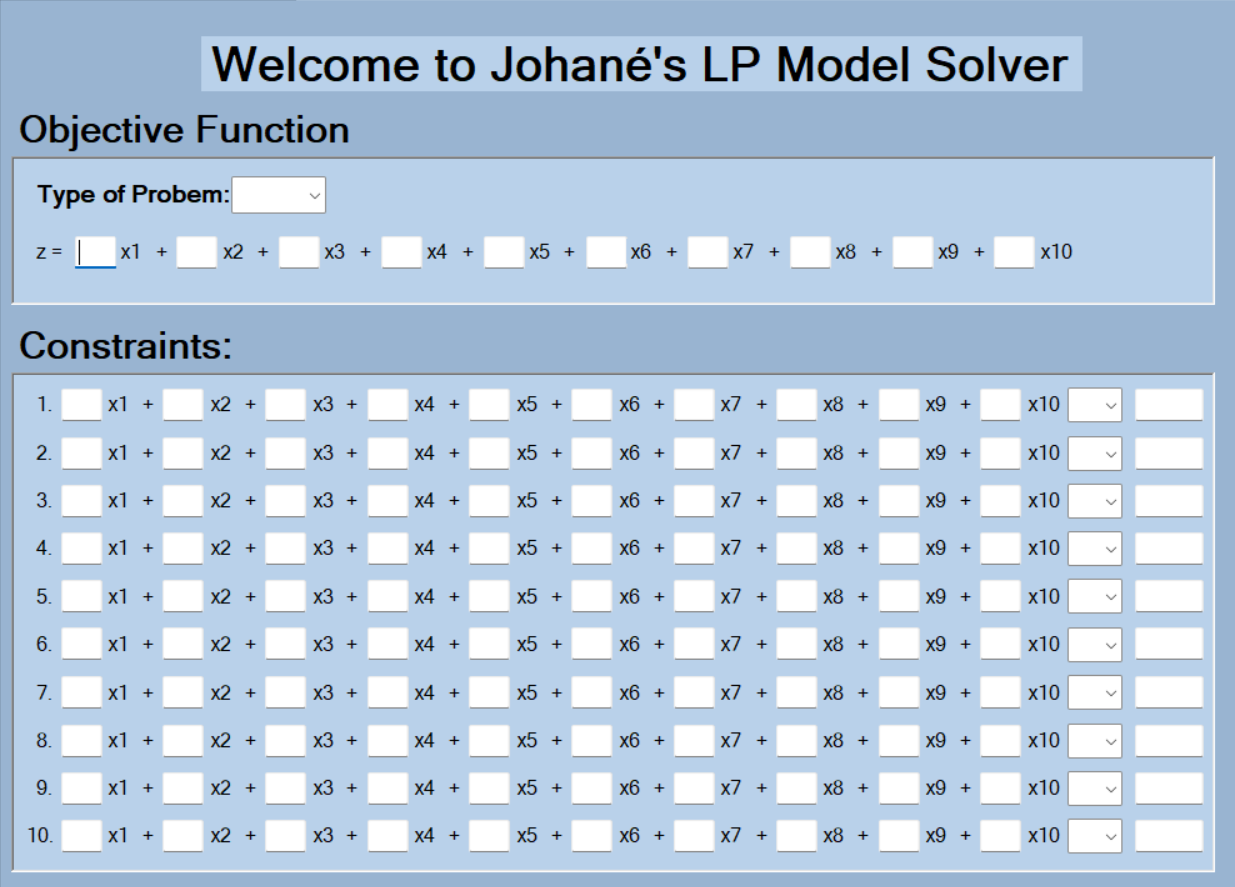 Welcome to Johané's LP Model Solver
Objective Function
Type of Probem:
z = x1 + x2 + x3 + x4 + x5 + x6 + x7 + x8 + x9 + x10
Constraints:
1. x1 + x2 + x3 + x4 + x5 + x6 + x7 + x8 + x9 + x10
2. x1 + x2 + x3 + x4 + x5 + x6 + x7 + x8 + x9 + x10
3. x1 + x2 + x3 + x4 + x5 + x6 + x7 + x8 + x9 + x10
4. x1 + x2 + x3 + x4 + x5 + x6 + x7 + x8 + x9 + x10
5. x1 + x2 + x3 + x4 + x5 + x6 + x7 + x8 + x9 + x10
6. x1 + x2 + x3 + x4 + x5 + x6 + x7 + x8 + x9 + x10
7. x1 + x2 + x3 + x4 + x5 + x6 + x7 + x8 + x9 + x10
8. x1 + x2 + x3 + x4 + x5 + x6 + x7 + x8 + x9 + x10
9. x1 + x2 + x3 + x4 + x5 + x6 + x7 + x8 + x9 + x10
10. x1 + x2 + x3 + x4 + x5 + x6 + x7 + x8 + x9 + x10